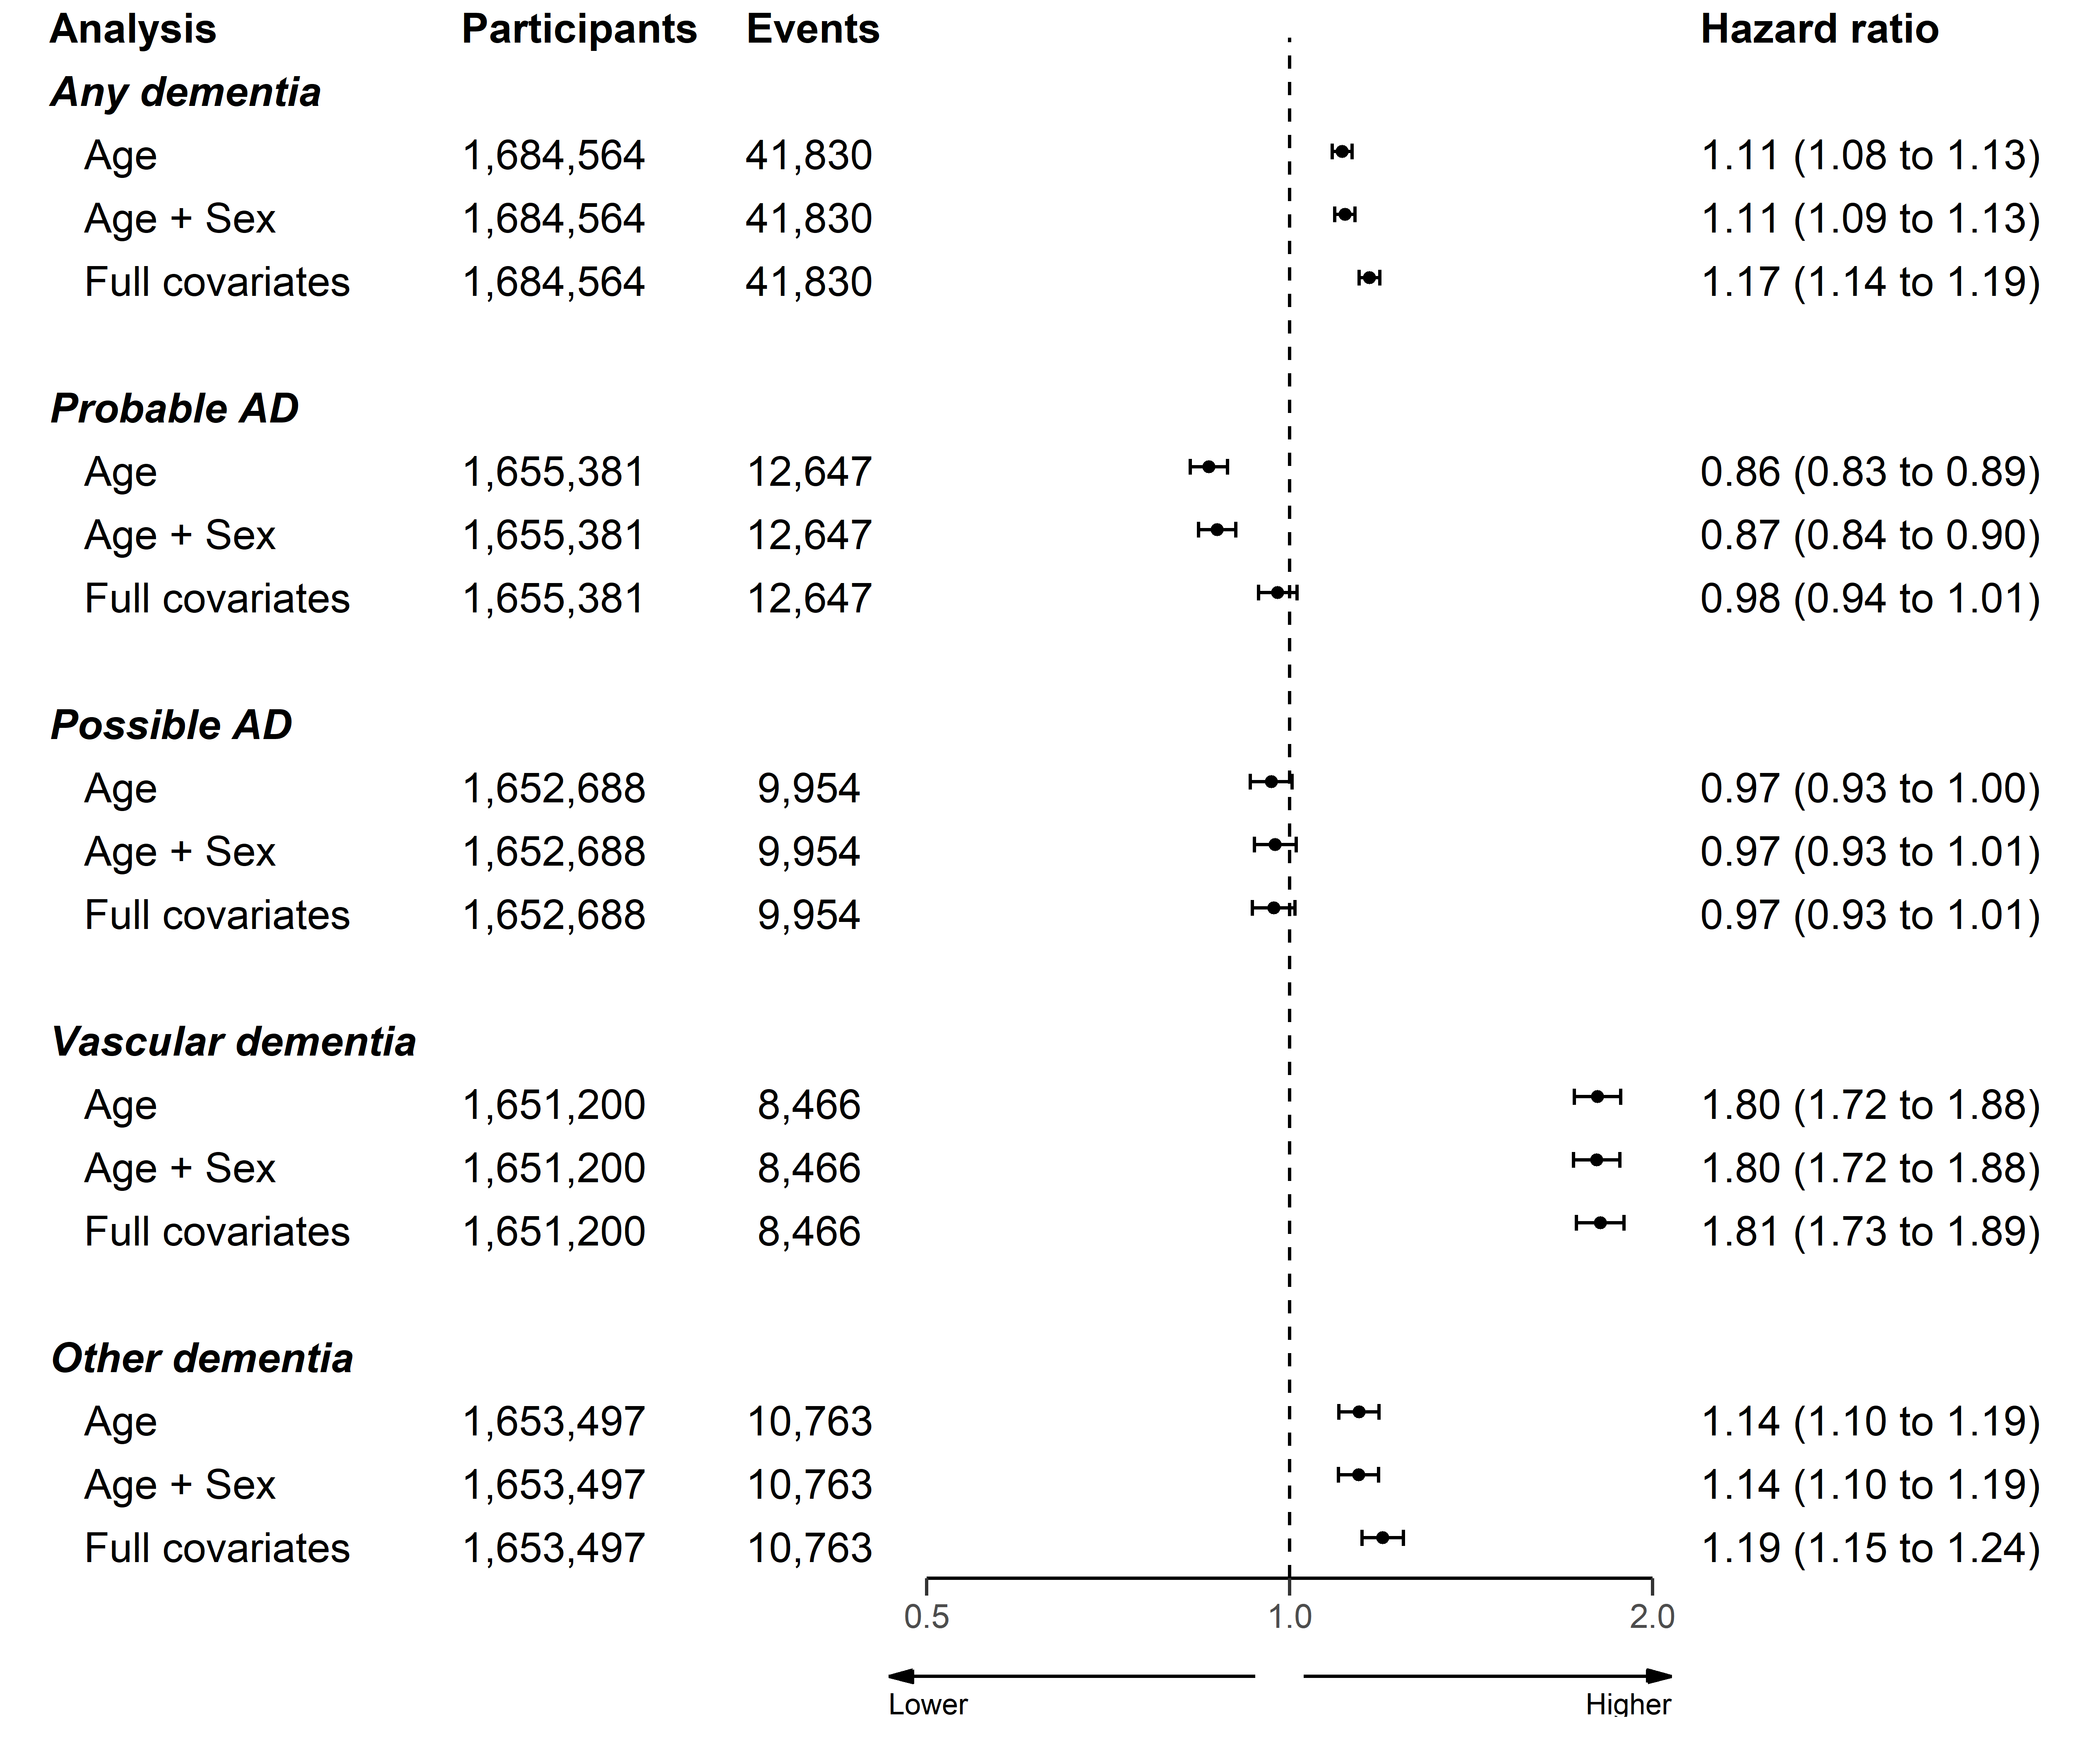 Analysis Participants Events Hazard ratio
Any dementia
Age 1,684,564 41,830 1.11 (1.08 to 1.13)
Age + Sex 1,684,564 41,830 1.11 (1.09 to 1.13)
Full covariates 1,684,564 41,830 1.17 (1.14 to 1.19)
Probable AD
Age 1,655,381 12,647 0.86 (0.83 to 0.89)
Age + Sex 1,655,381 12,647 0.87 (0.84 to 0.90)
Full covariates 1,655,381 12,647 0.98 (0.94 to 1.01)
Possible AD
Age 1,652,688 9,954 0.97 (0.93 to 1.00)
Age + Sex 1,652,688 9,954 0.97 (0.93 to 1.01)
Full covariates 1,652,688 9,954 0.97 (0.93 to 1.01)
Vascular dementia
Age 1,651,200 8,466 1.80 (1.72 to 1.88)
Age + Sex 1,651,200 8,466 1.80 (1.72 to 1.88)
Full covariates 1,651,200 8,466 1.81 (1.73 to 1.89)
Other dementia
Age 1,653,497 10,763 1.14 (1.10 to 1.19)
Age + Sex 1,653,497 10,763 1.14 (1.10 to 1.19)
Full covariates 1,653,497 10,763 1.19 (1.15 to 1.24)
0.5 1.0 2.0
Lower Higher